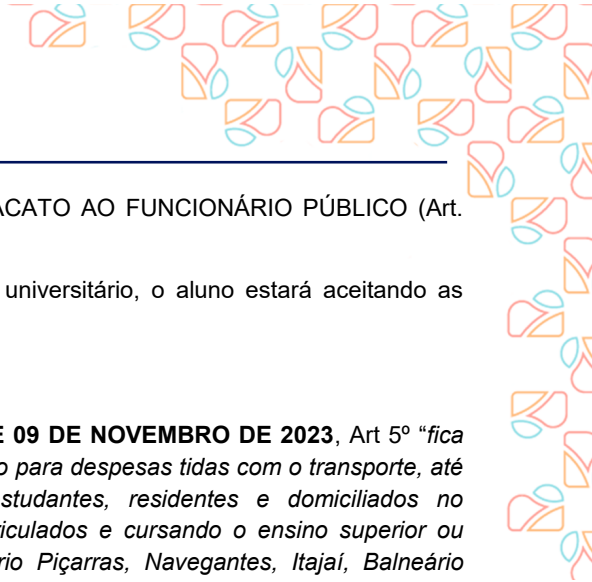 ACATO AO FUNCIONÁRIO PÚBLICO (Art.
universitário, o aluno estará aceitando as
E 09 DE NOVEMBRO DE 2023, Art 5º “fica
o para despesas tidas com o transporte, até
studantes, residentes e domiciliados no
riculados e cursando o ensino superior ou
rio Piçarras, Navegantes, Itajaí, Balneário